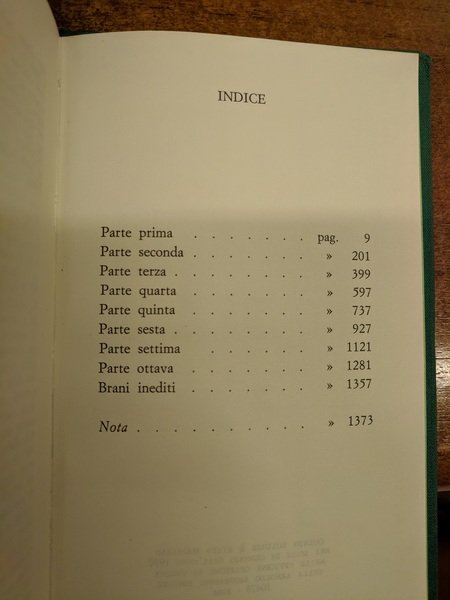 INDICE
Parte prima . . . . . . . pag. 9
Parte seconda . . . . . . . » 201
Parte terza . . . . . . . . » 399
Parte quarta . . . . . . . » 597
Parte quinta . . . . . . . » 737
Parte sesta . . . . . . . . » 927
Parte settima . . . . . . » 1121
Parte ottava . . . . . . . » 1281
Brani inediti . . . . . . . » 1357
Nota . . . . . . . . . . » 1373